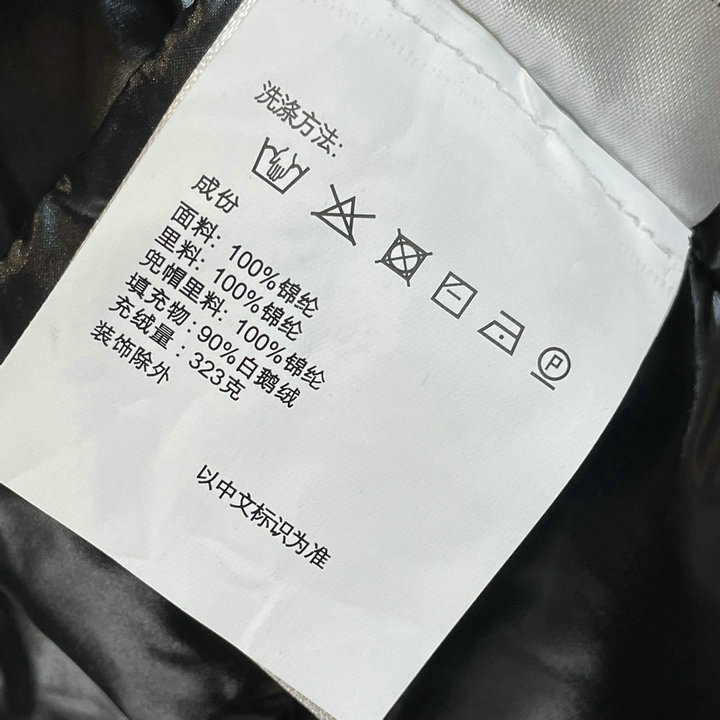 洗涤方法:
P
成份
面料: 100%锦纶
里料: 100%锦纶
兜帽里料: 100%锦纶
填充物: 90%白鹅绒
充绒量: 323克
装饰除外
以中文标识为准